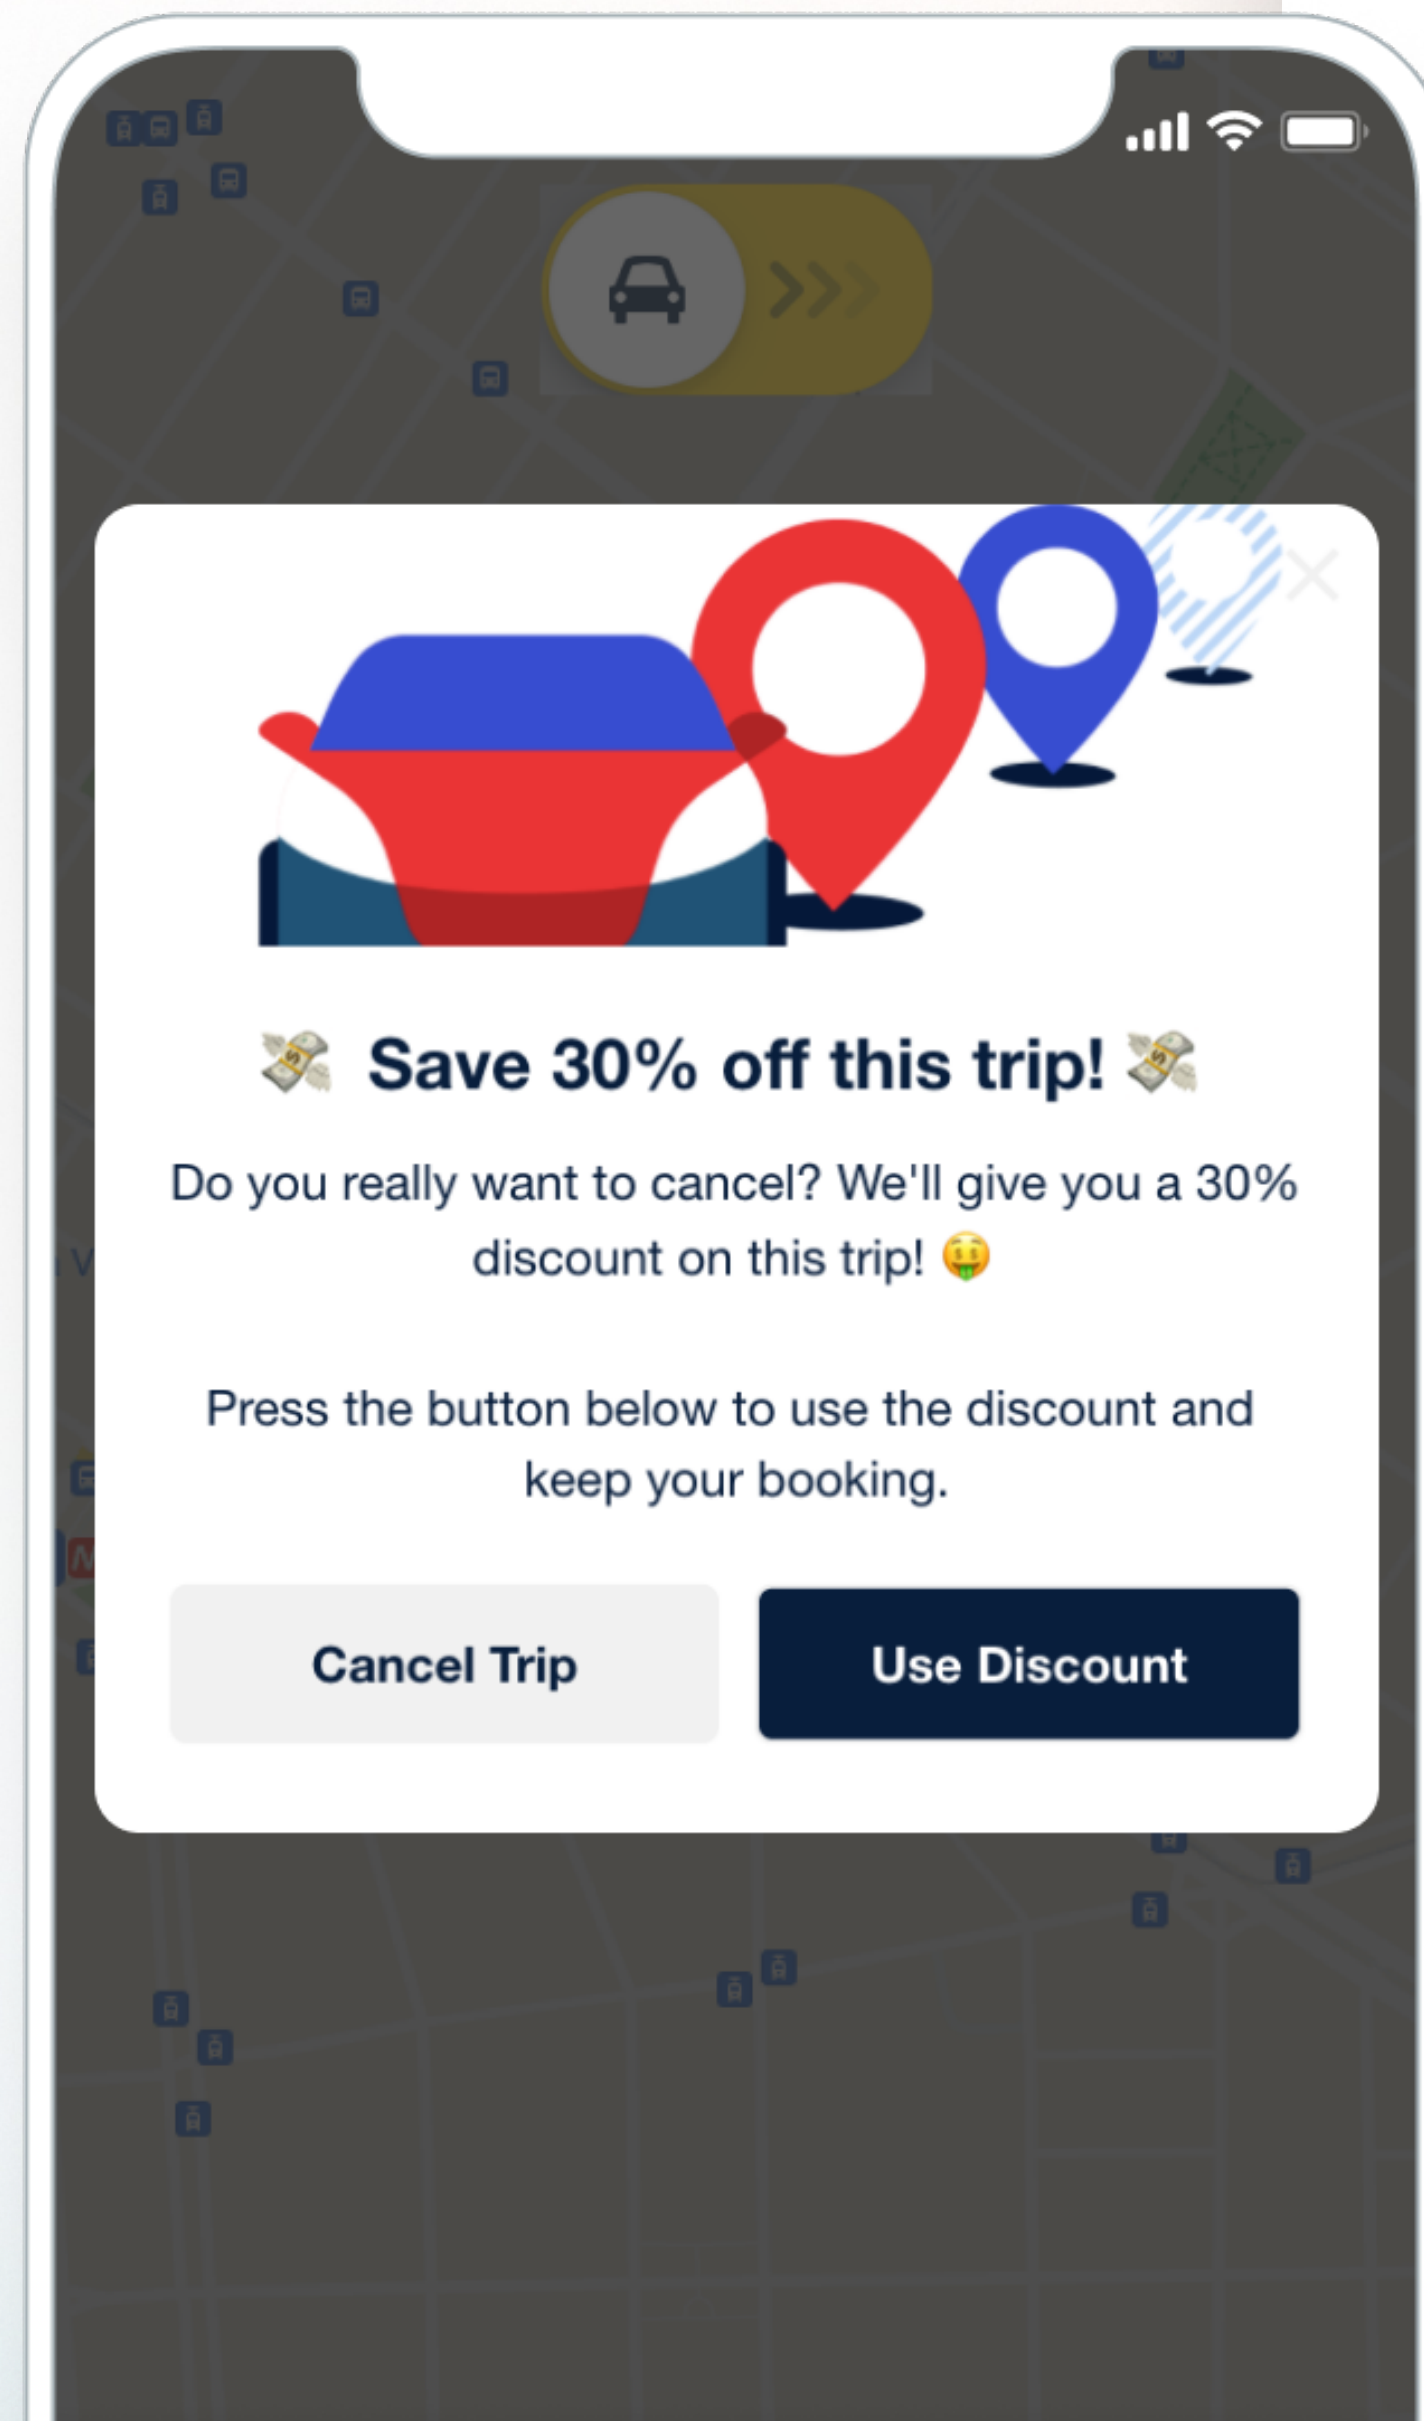 💸 Save 30% off this trip! 💸
Do you really want to cancel? We'll give you a 30%
discount on this trip! 🤑
Press the button below to use the discount and
keep your booking.
Cancel Trip
Use Discount